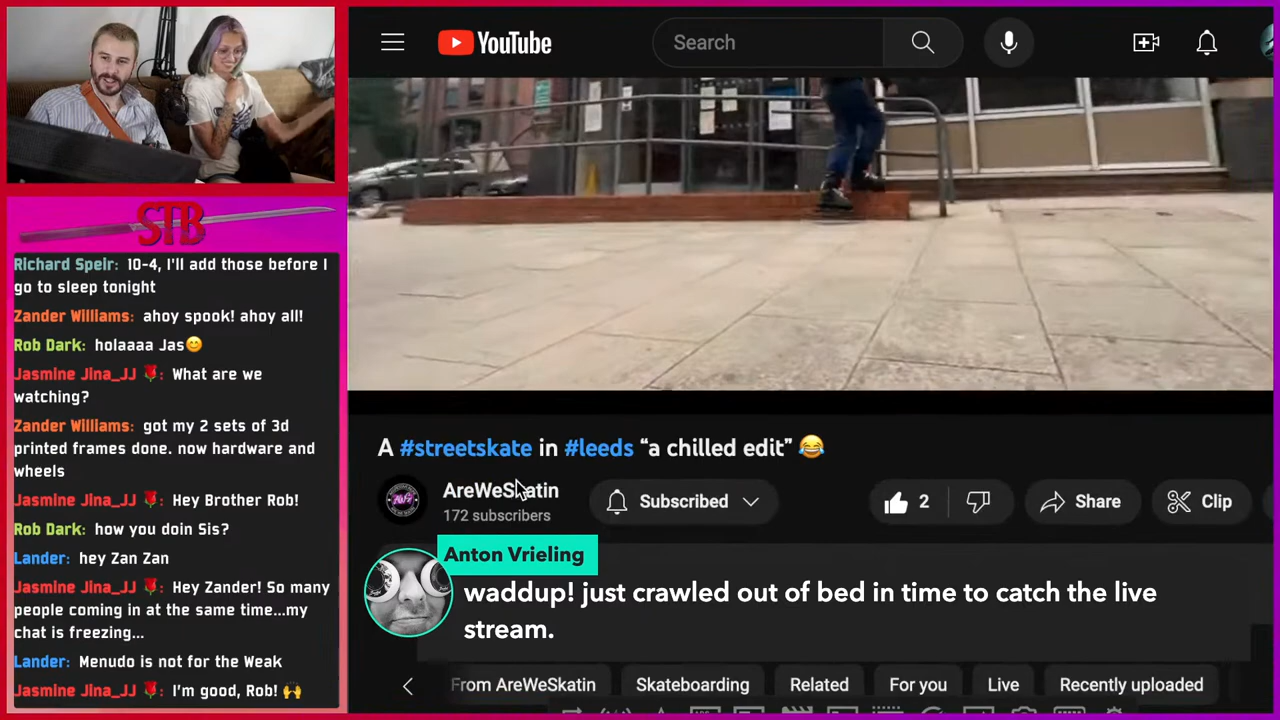 YouTube
Search
STB
Richard Speir: 10-4, I'll add those before I
go to sleep tonight
Zander Williams: ahoy spook! ahoy all!
Rob Dark: holaaaa Jas😊
Jasmine Jina_JJ 🌹: What are we
watching?
Zander Williams: got my 2 sets of 3d
printed frames done. now hardware and
wheels
Jasmine Jina_JJ 🌹: Hey Brother Rob!
Rob Dark: how you doin Sis?
Lander: hey Zan Zan
Jasmine Jina_JJ 🌹: Hey Zander! So many
people coming in at the same time...my
chat is freezing...
Lander: Menudo is not for the Weak
Jasmine Jina_JJ 🌹: I'm good, Rob! 🙌
A #streetskate in #leeds “a chilled edit” 😂
AreWeSkatin
172 subscribers
Subscribed
2
Share
Clip
Anton Vrieling
waddup! just crawled out of bed in time to catch the live
stream.
From AreWeSkatin
Skateboarding
Related
For you
Live
Recently uploaded